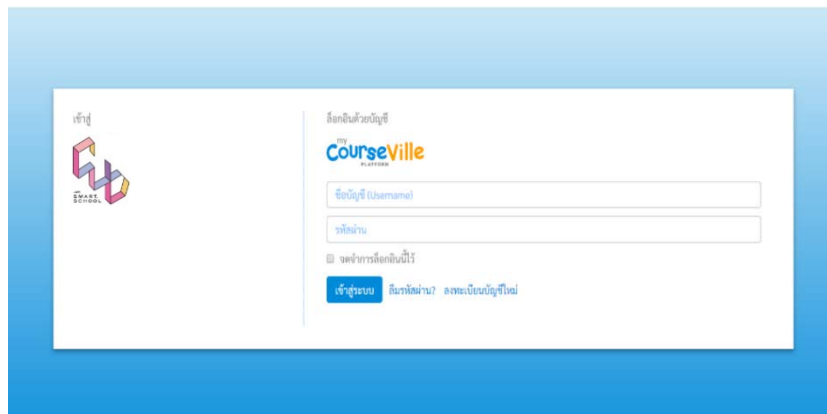 เข้าสู่
SMART
SCHOOL
ล็อกอินด้วยบัญชี
my
CourseVille
PLATFORM
ชื่อบัญชี (Username)
รหัสผ่าน
จดจำการล็อกอินนี้ไว้
เข้าสู่ระบบ ลืมรหัสผ่าน? ลงทะเบียนบัญชีใหม่